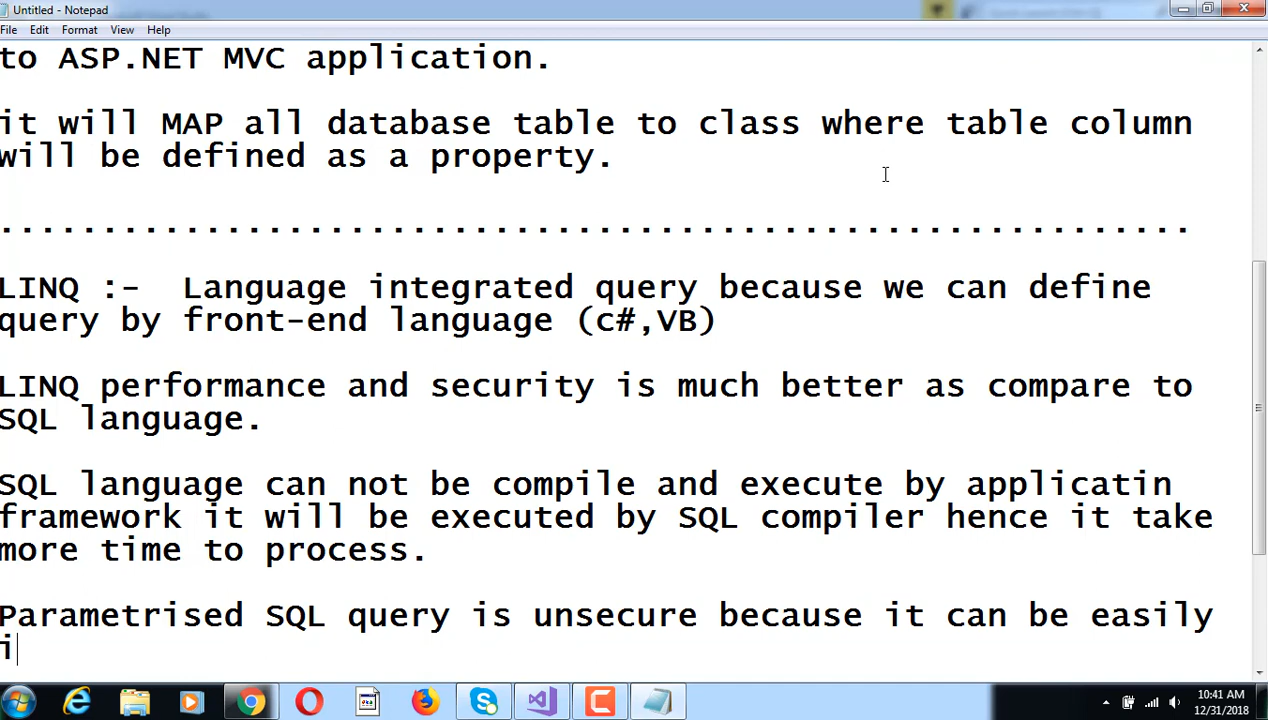 Untitled - Notepad
File Edit Format View Help
to ASP.NET MVC application.
it will MAP all database table to class where table column
will be defined as a property.
..........................................................
LINQ :-  Language integrated query because we can define
query by front-end language (c#,VB)
LINQ performance and security is much better as compare to
SQL language.
SQL language can not be compile and execute by applicatin
framework it will be executed by SQL compiler hence it take
more time to process.
Parametrised SQL query is unsecure because it can be easily
i
10:41 AM
12/31/2018